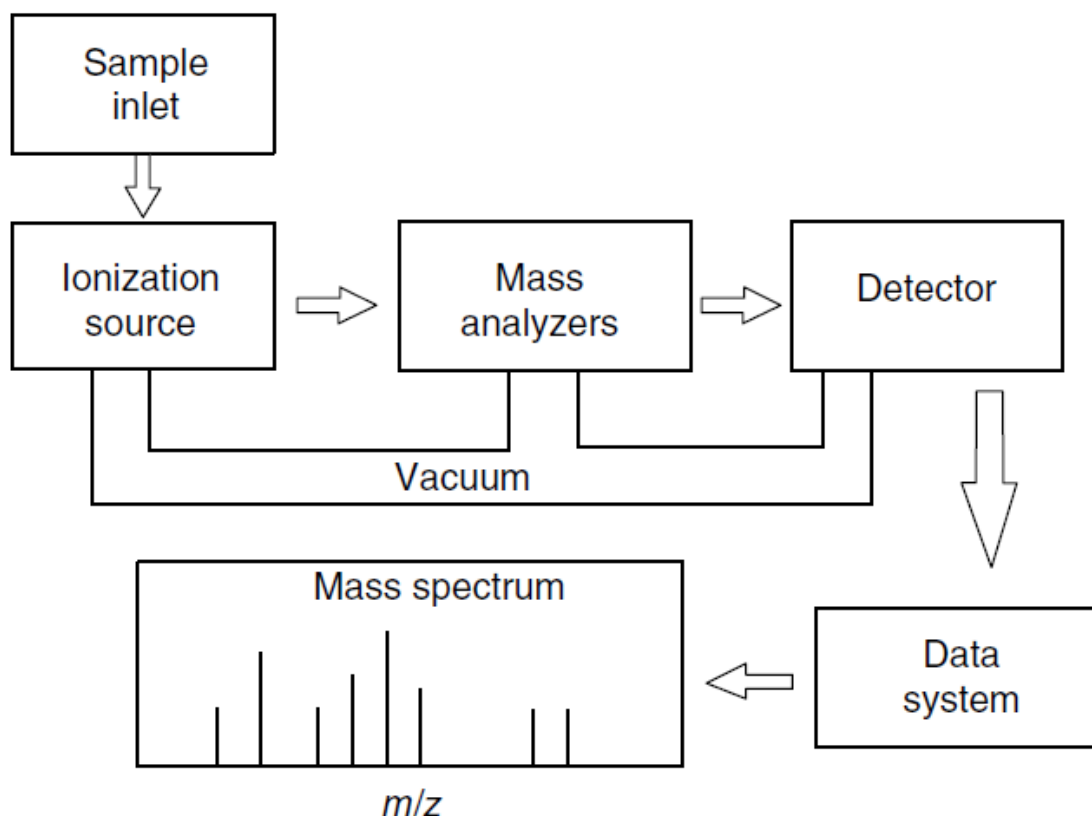 Sample
inlet
Ionization
source
Mass
analyzers
Detector
Vacuum
Mass spectrum
Data
system
m/z